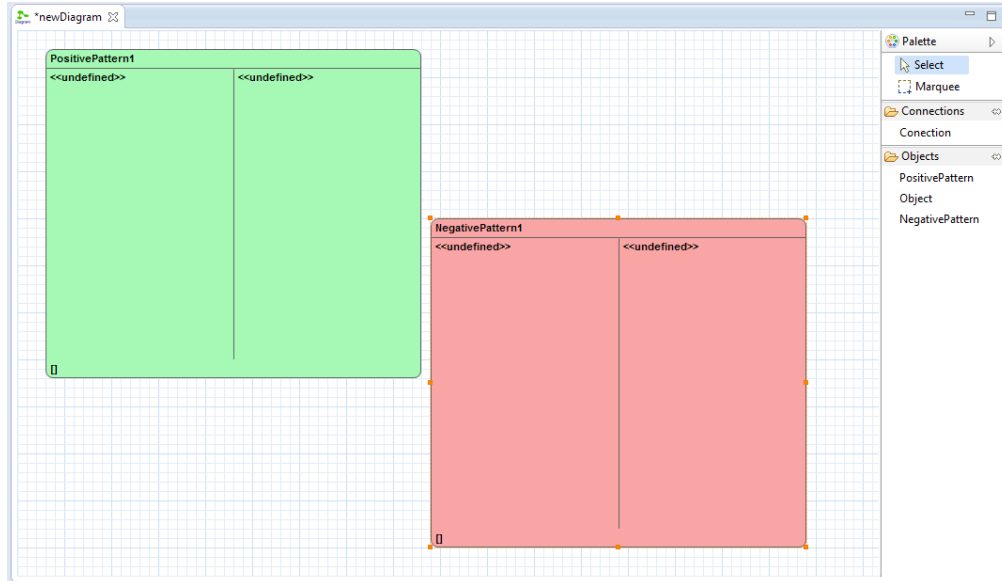 *newDiagram
PositivePattern1
<<undefined>> <<undefined>>
[]
NegativePattern1
<<undefined>> <<undefined>>
[]
Palette
Select
Marquee
Connections
Conection
Objects
PositivePattern
Object
NegativePattern